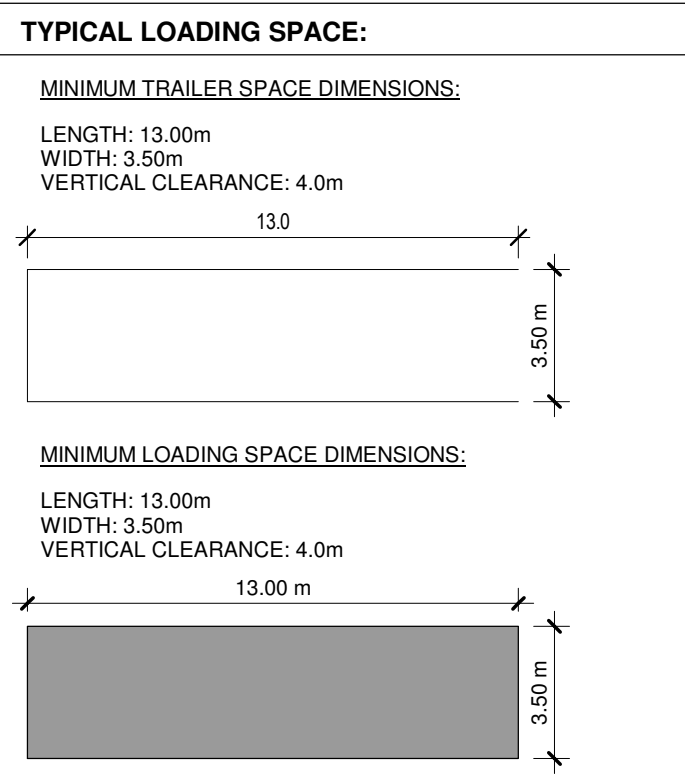 TYPICAL LOADING SPACE:
MINIMUM TRAILER SPACE DIMENSIONS:
LENGTH: 13.00m
WIDTH: 3.50m
VERTICAL CLEARANCE: 4.0m
13.0
3.50 m
MINIMUM LOADING SPACE DIMENSIONS:
LENGTH: 13.00m
WIDTH: 3.50m
VERTICAL CLEARANCE: 4.0m
13.00 m
3.50 m